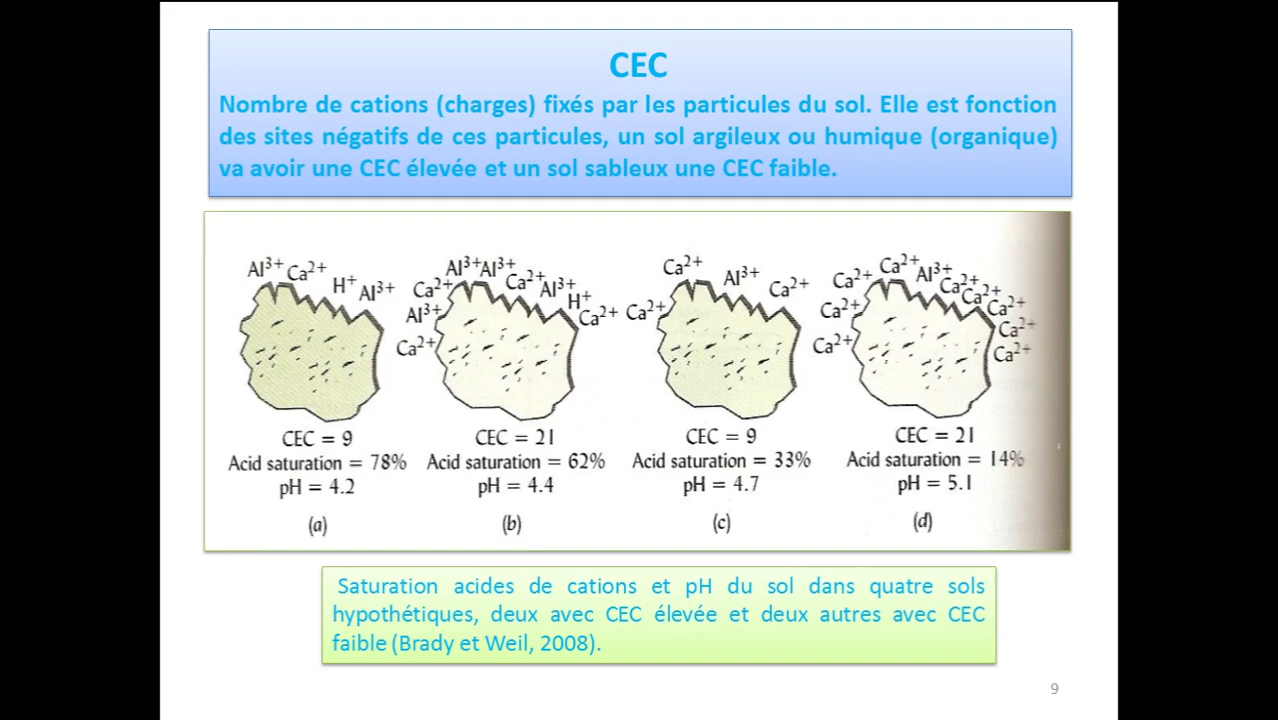 CEC
Nombre de cations (charges) fixés par les particules du sol. Elle est fonction
des sites négatifs de ces particules, un sol argileux ou humique (organique)
va avoir une CEC élevée et un sol sableux une CEC faible.
Al³⁺ Ca²⁺ H⁺ Al³⁺
Ca²⁺ Al³⁺ Ca²⁺ Al³⁺ Al³⁺ Ca²⁺ Al³⁺ H⁺ Ca²⁺
Ca²⁺ Ca²⁺ Al³⁺ Ca²⁺
Ca²⁺ Ca²⁺ Ca²⁺ Ca²⁺ Al³⁺ Ca²⁺ Ca²⁺ Ca²⁺ Ca²⁺ Ca²⁺
CEC = 9 CEC = 21 CEC = 9 CEC = 21
Acid saturation = 78% Acid saturation = 62% Acid saturation = 33% Acid saturation = 14%
pH = 4.2 pH = 4.4 pH = 4.7 pH = 5.1
(a) (b) (c) (d)
Saturation acides de cations et pH du sol dans quatre sols
hypothétiques, deux avec CEC élevée et deux autres avec CEC
faible (Brady et Weil, 2008).
9